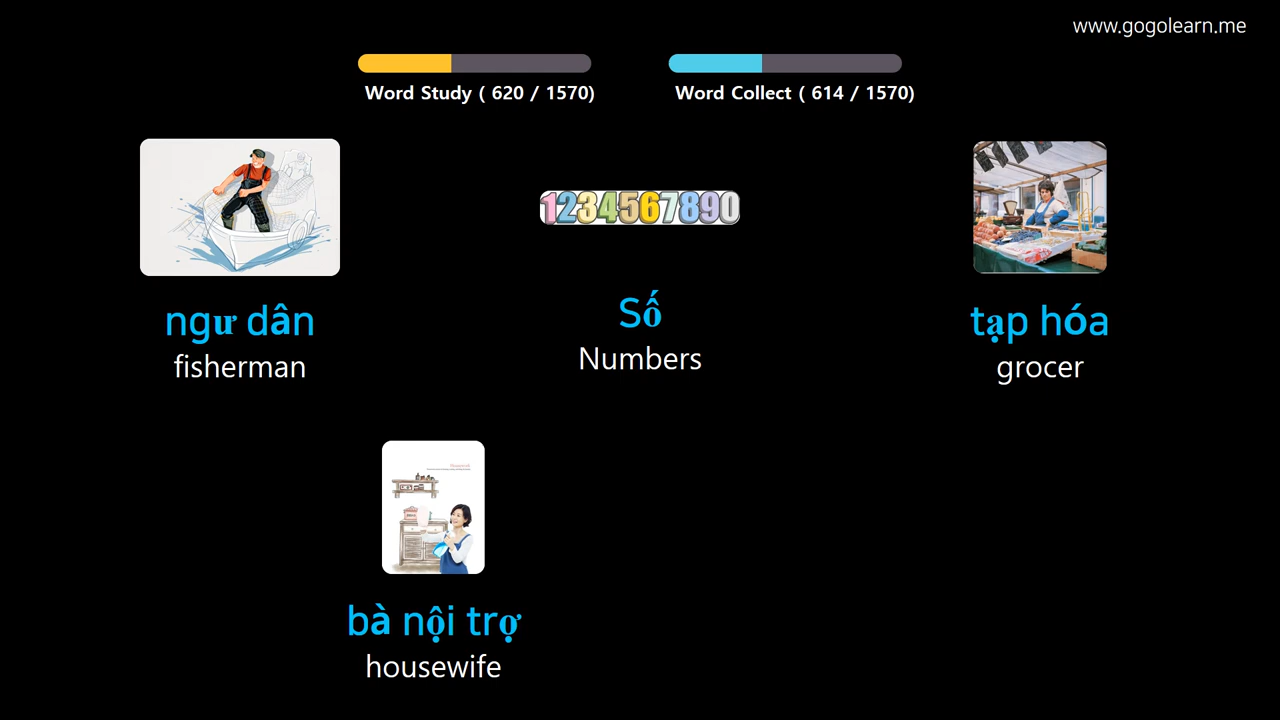 www.gogolearn.me
Word Study ( 620 / 1570)
Word Collect ( 614 / 1570)
1234567890
ngư dân
fisherman
Số
Numbers
tạp hóa
grocer
bà nội trợ
housewife